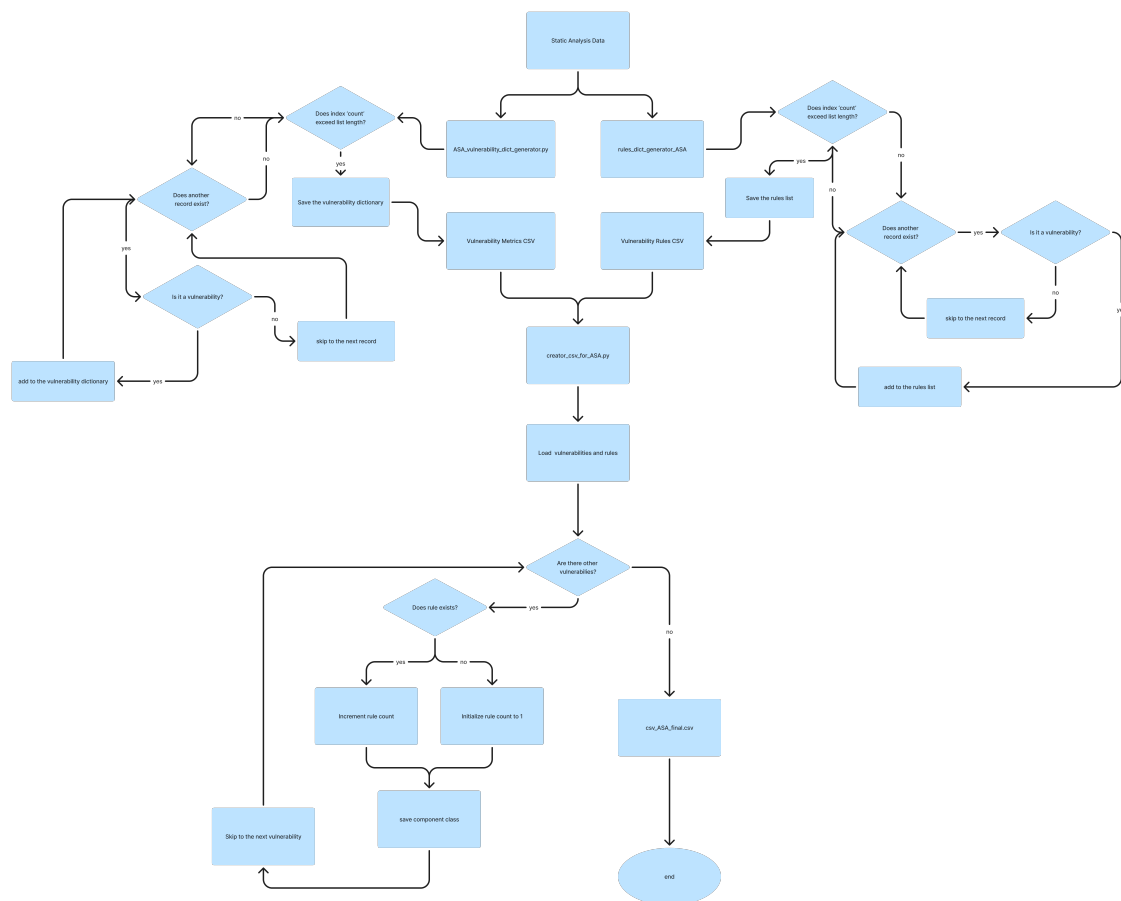 Static Analysis Data
Does index 'count'
exceed list length?
Does index 'count'
exceed list length?
no
ASA_vulnerability_dict_generator.py
rules_dict_generator_ASA
no
yes
yes
no
Does another
record exist?
Save the vulnerability dictionary
Save the rules list
no
Does another
record exist?
yes
Is it a vulnerability?
yes
Vulnerability Metrics CSV
Vulnerability Rules CSV
Is it a vulnerability?
no
no
skip to the next record
skip to the next record
add to the vulnerability dictionary
yes
creator_csv_for_ASA.py
add to the rules list
Load vulnerabilities and rules
Are there other
vulnerabilies?
Does rule exists?
yes
no
yes
no
Increment rule count
Initialize rule count to 1
csv_ASA_final.csv
save component class
Skip to the next vulnerability
end